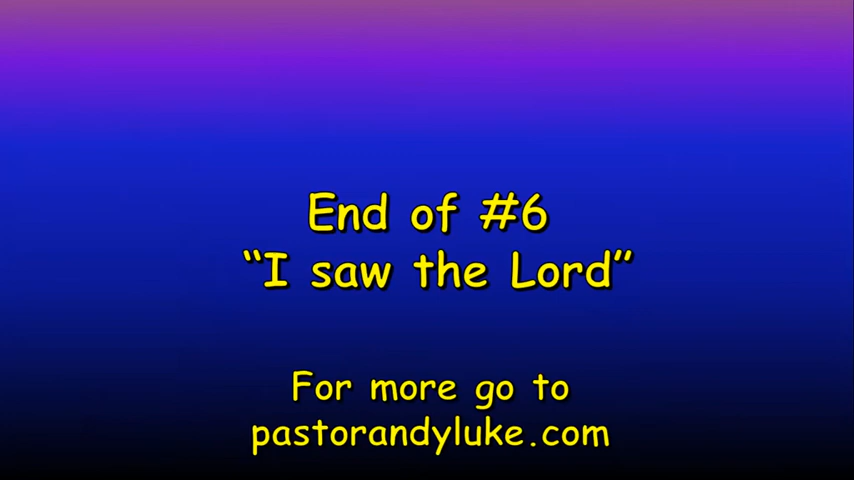 End of #6
“I saw the Lord”
For more go to
pastorandyluke.com